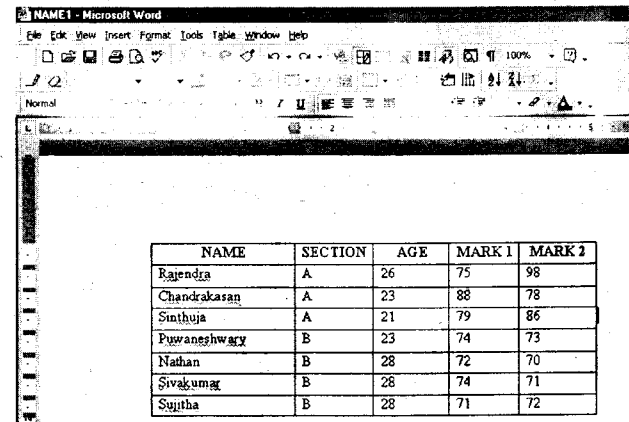 NAME1 - Microsoft Word
File Edit View Insert Format Tools Table Window Help
100%
Normal
2 5
NAME SECTION AGE MARK 1 MARK 2
Rajendra A 26 75 98
Chandrakasan A 23 88 78
Sinthuja A 21 79 86
Puwaneshwary B 23 74 73
Nathan B 28 72 70
Sivakumar B 28 74 71
Sujitha B 28 71 72